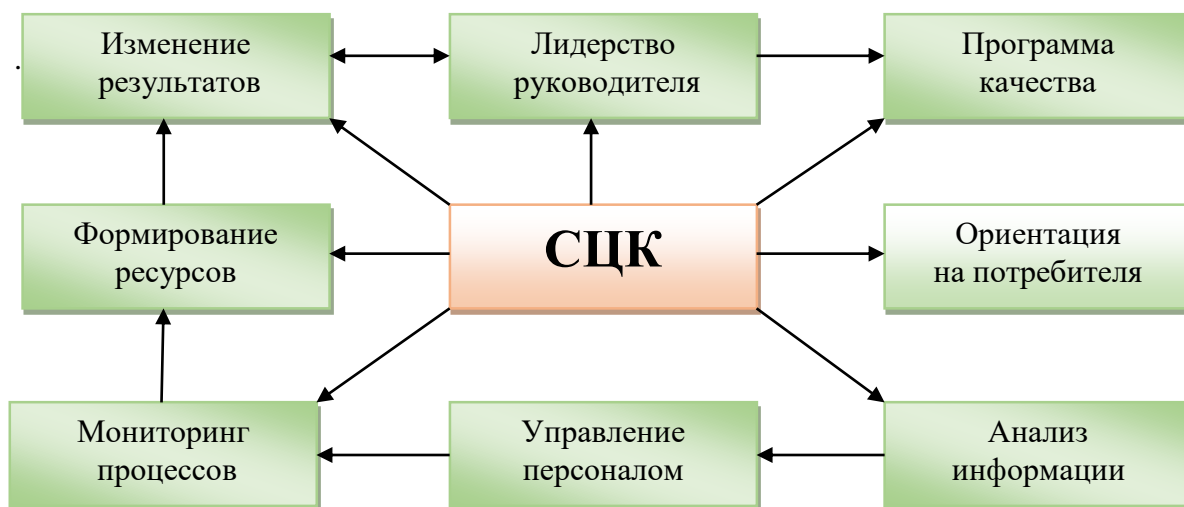 Изменение
результатов
Лидерство
руководителя
Программа
качества
Формирование
ресурсов
СЦК
Ориентация
на потребителя
Мониторинг
процессов
Управление
персоналом
Анализ
информации